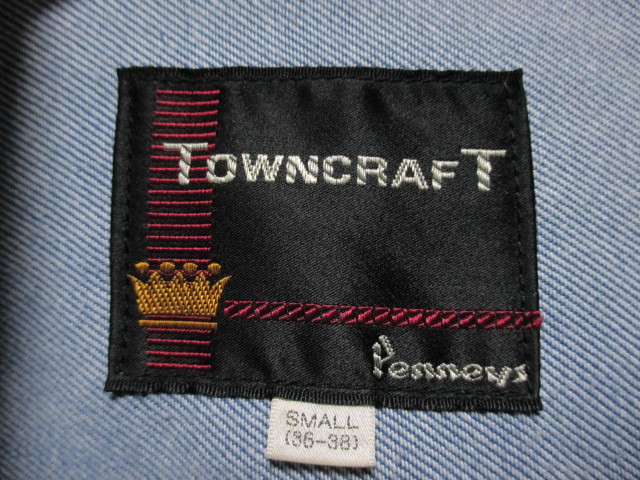 TOWNCRAFT
Penneys
SMALL
(36-38)